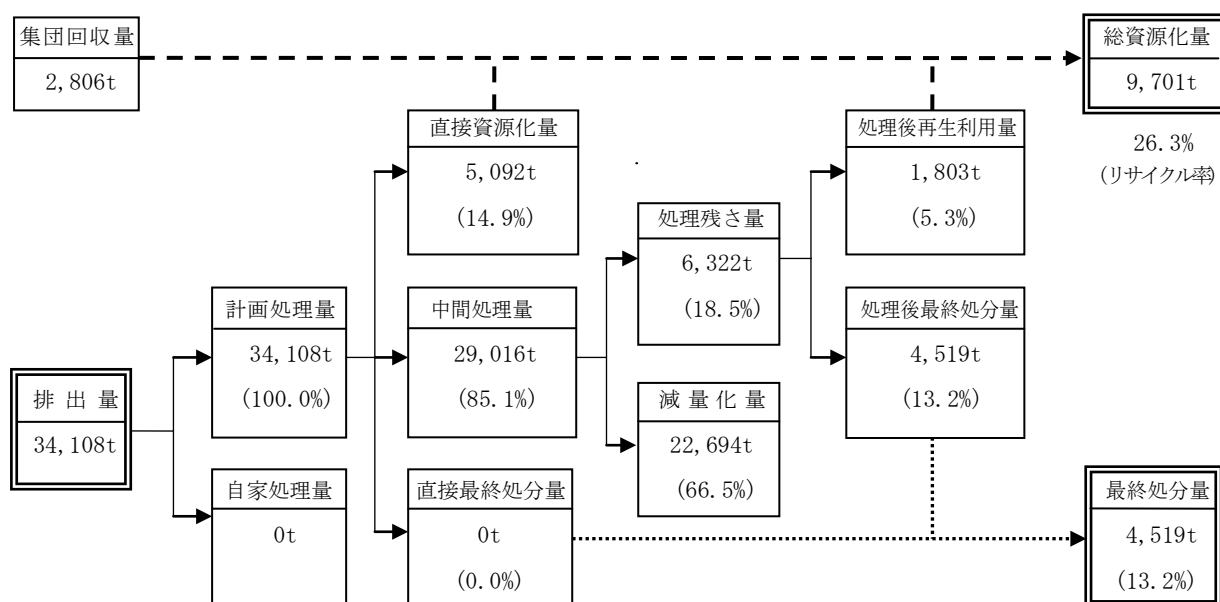 集団回収量
2,806t
総資源化量
9,701t
26.3%
(リサイクル率)
直接資源化量
5,092t
(14.9%)
処理後再生利用量
1,803t
(5.3%)
処理残さ量
6,322t
(18.5%)
計画処理量
34,108t
(100.0%)
中間処理量
29,016t
(85.1%)
処理後最終処分量
4,519t
(13.2%)
排出量
34,108t
減量化量
22,694t
(66.5%)
自家処理量
0t
直接最終処分量
0t
(0.0%)
最終処分量
4,519t
(13.2%)